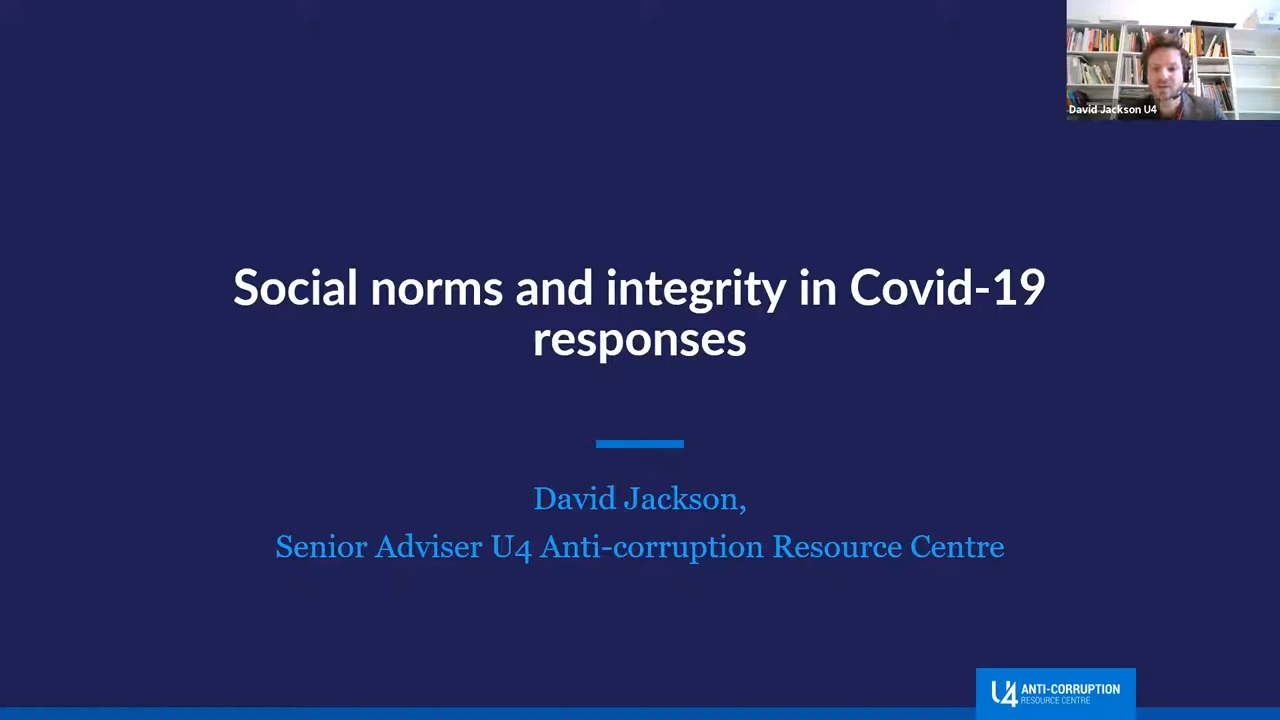 David Jackson U4
Social norms and integrity in Covid-19
responses
David Jackson,
Senior Adviser U4 Anti-corruption Resource Centre
U4 ANTI-CORRUPTION
RESOURCE CENTRE